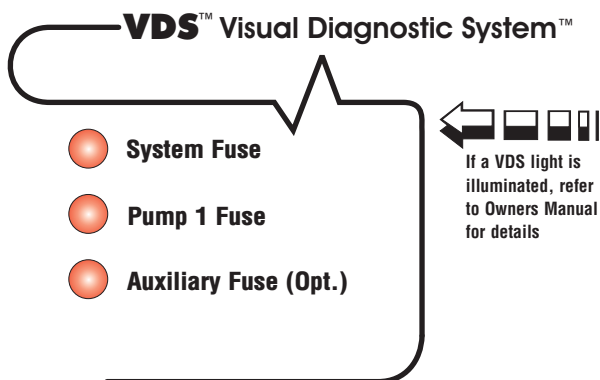 VDS™ Visual Diagnostic System™
System Fuse
Pump 1 Fuse
Auxiliary Fuse (Opt.)
If a VDS light is
illuminated, refer
to Owners Manual
for details